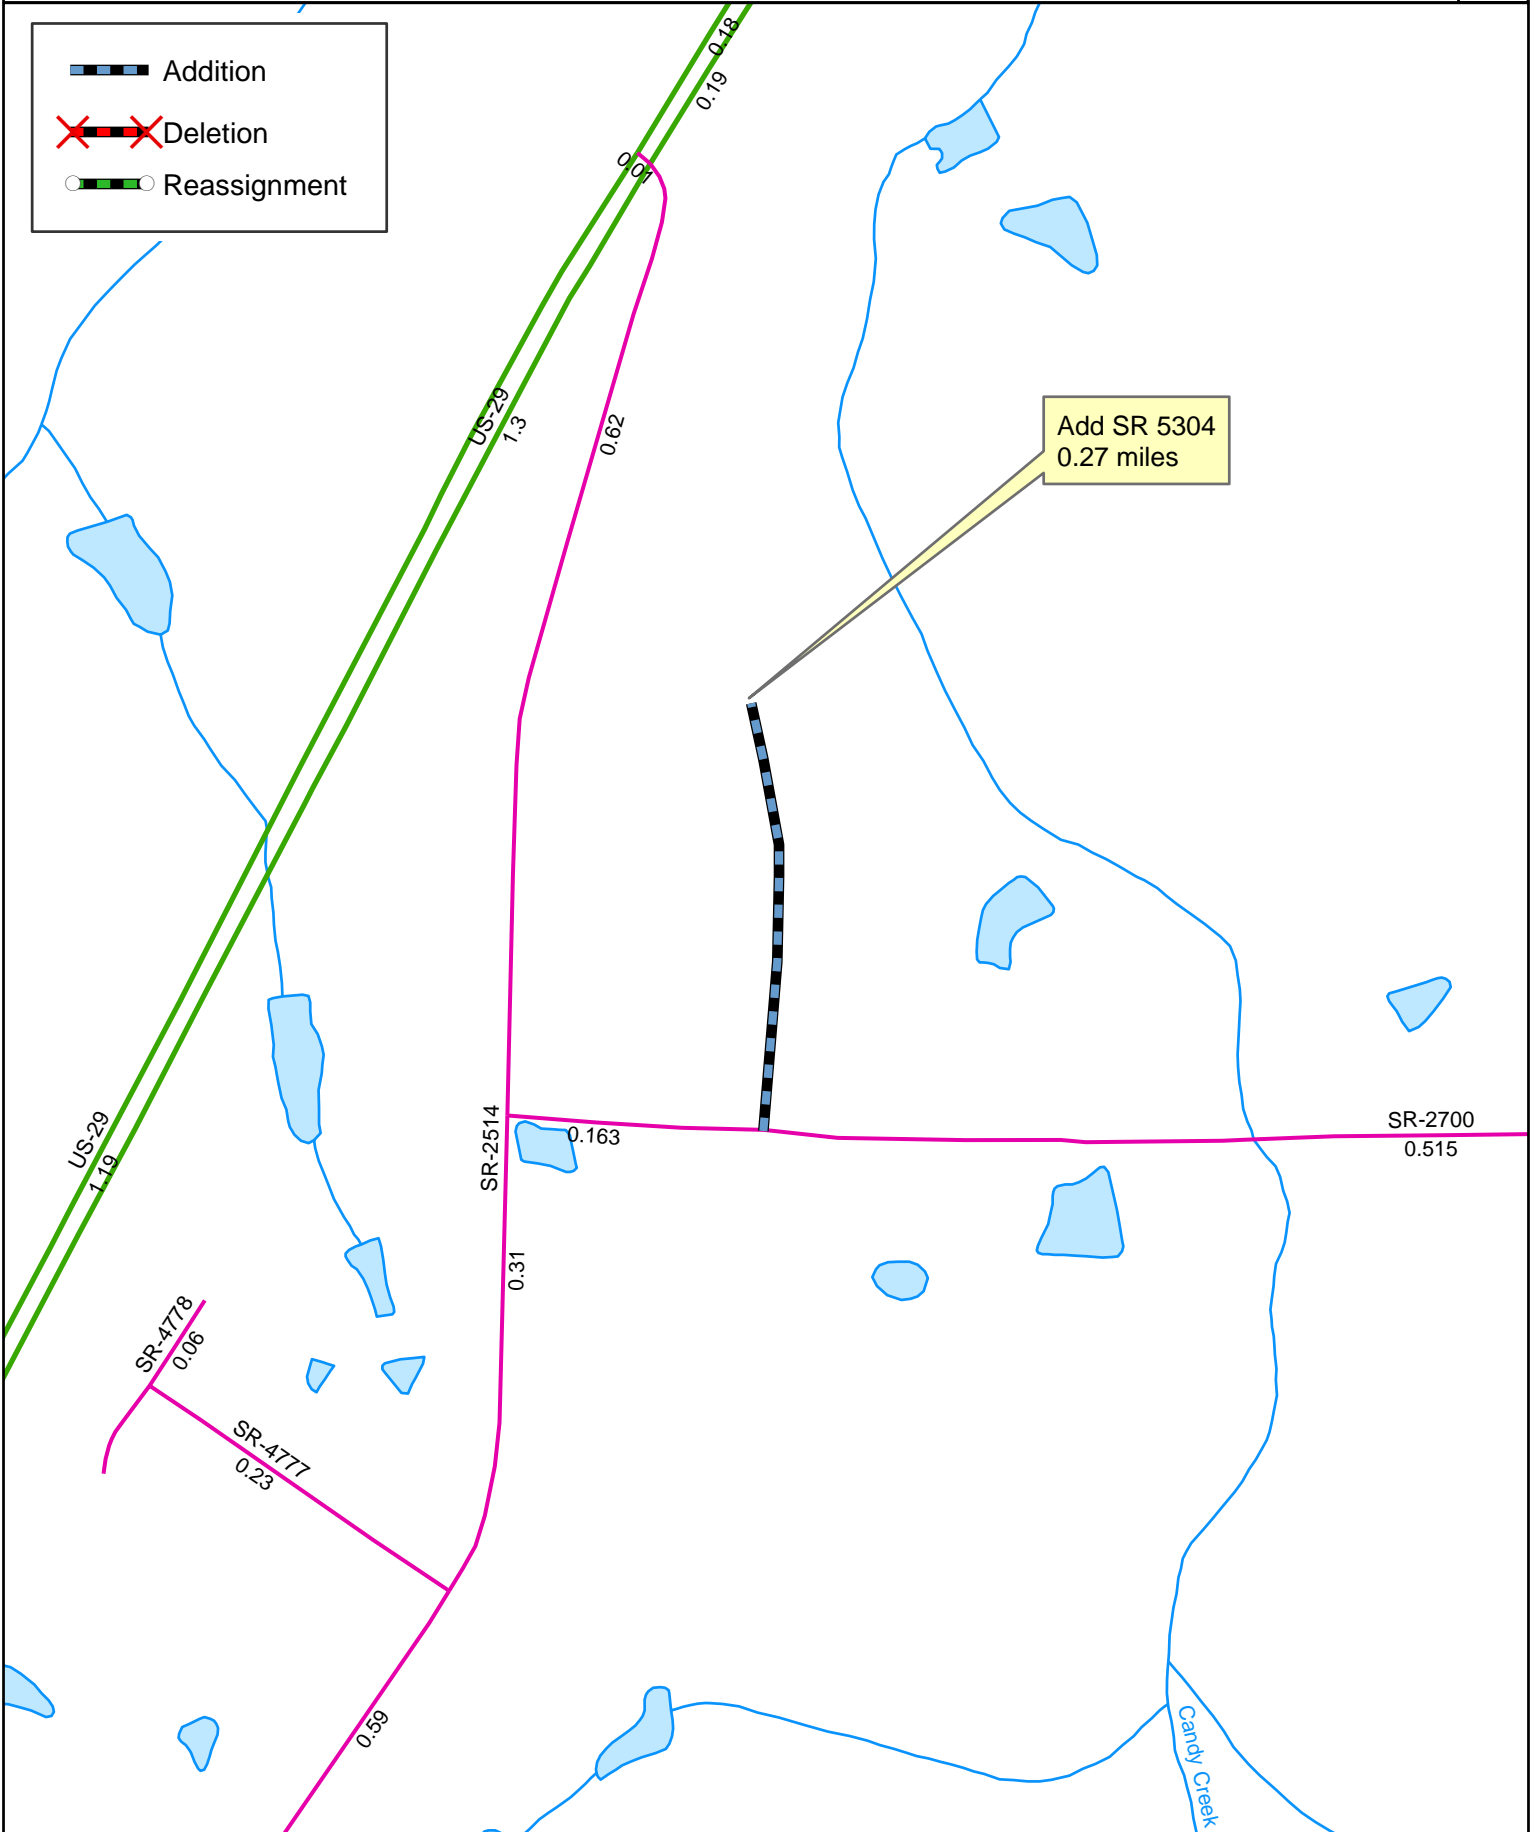 Addition
Deletion
Reassignment
0.18
0.19
0.01
US-29
1.3
0.62
Add SR 5304
0.27 miles
SR-2514
0.163
SR-2700
0.515
US-29
1.19
0.31
SR-4778
0.06
SR-4777
0.23
0.59
Candy Creek